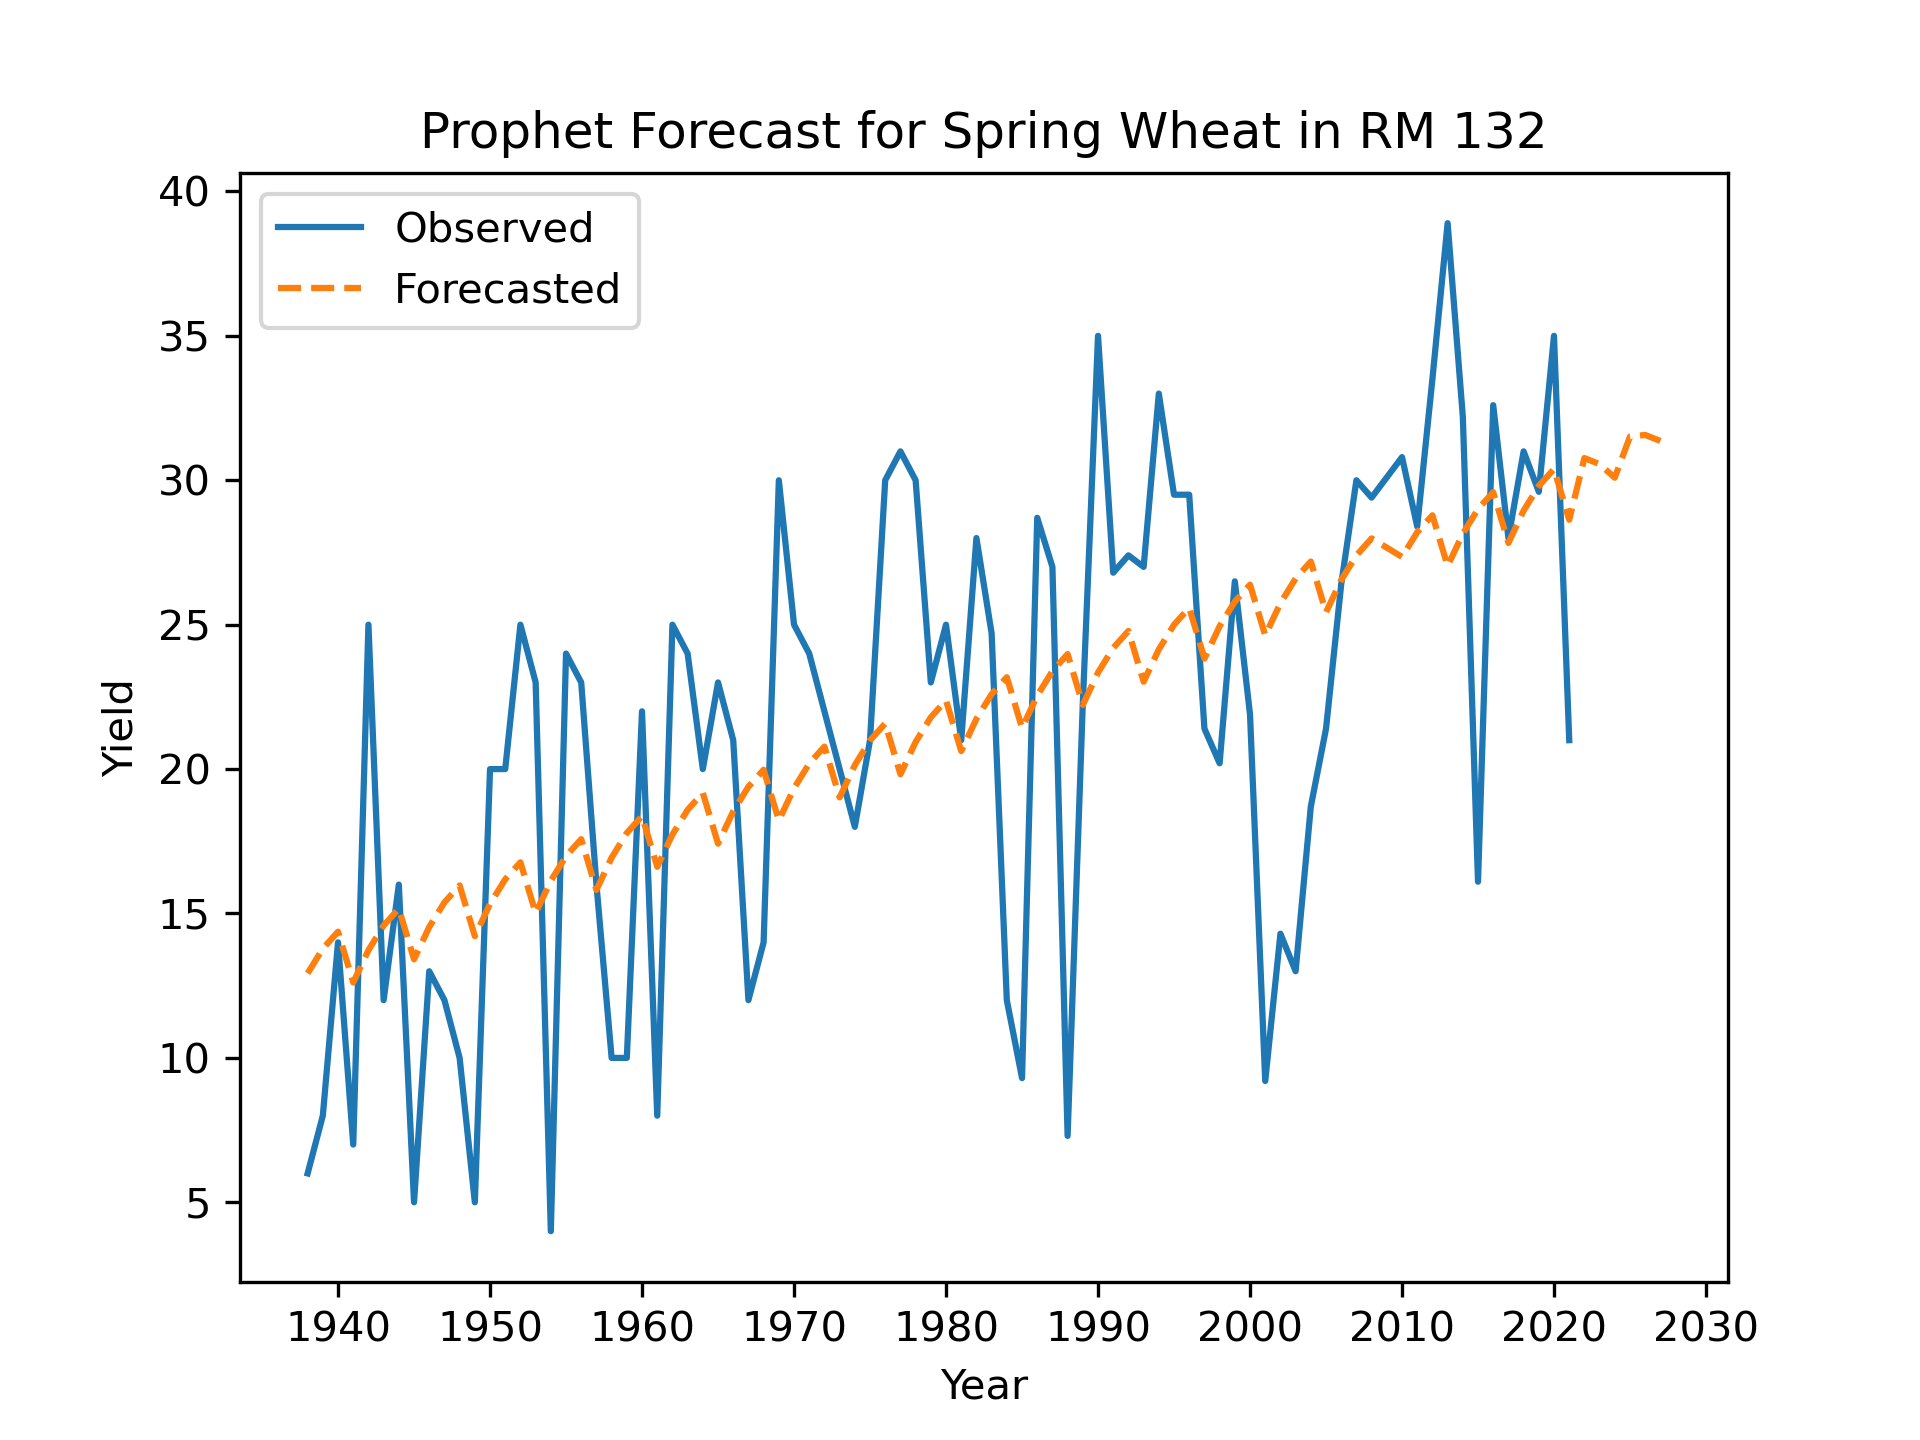 Prophet Forecast for Spring Wheat in RM 132
Observed
Forecasted
40
35
30
25
20
15
10
5
Yield
1940 1950 1960 1970 1980 1990 2000 2010 2020 2030
Year